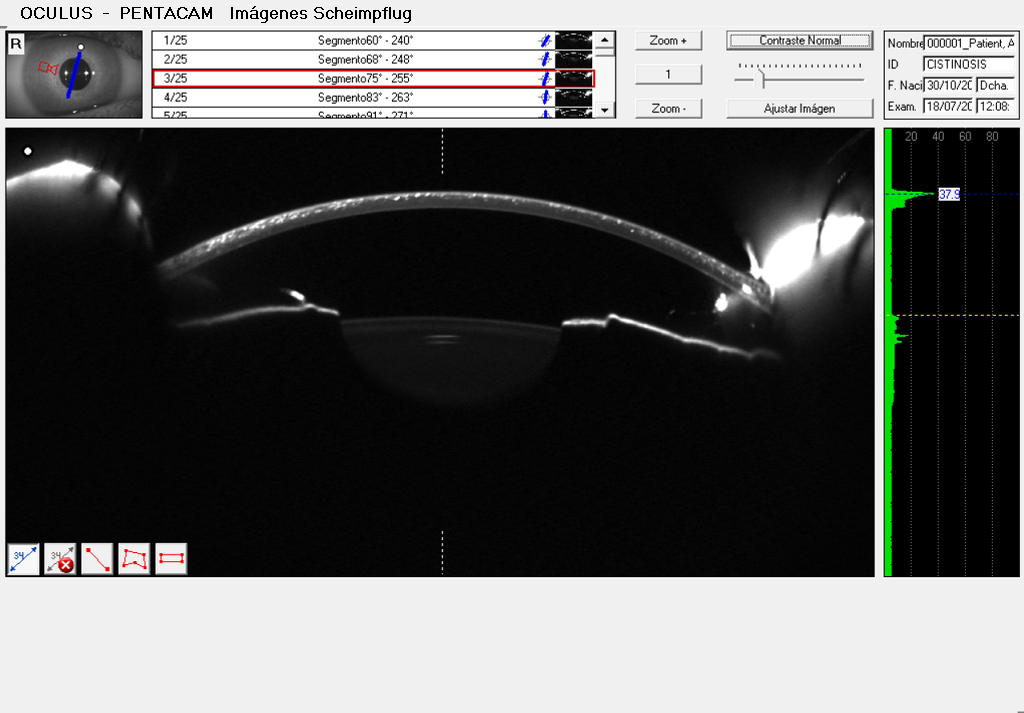 OCULUS - PENTACAM Imágenes Scheimpflug
R
1/25 Segmento60° - 240°
2/25 Segmento68° - 248°
3/25 Segmento75° - 255°
4/25 Segmento83° - 263°
5/25 Segmento91° - 271°
Zoom +
1
Zoom -
Contraste Normal
Ajustar Imágen
Nombre 000001_Patient, A
ID CISTINOSIS
F. Naci 30/10/20 Dcha.
Exam. 18/07/20 12:08:
20 40 60 80
37.9
34 34